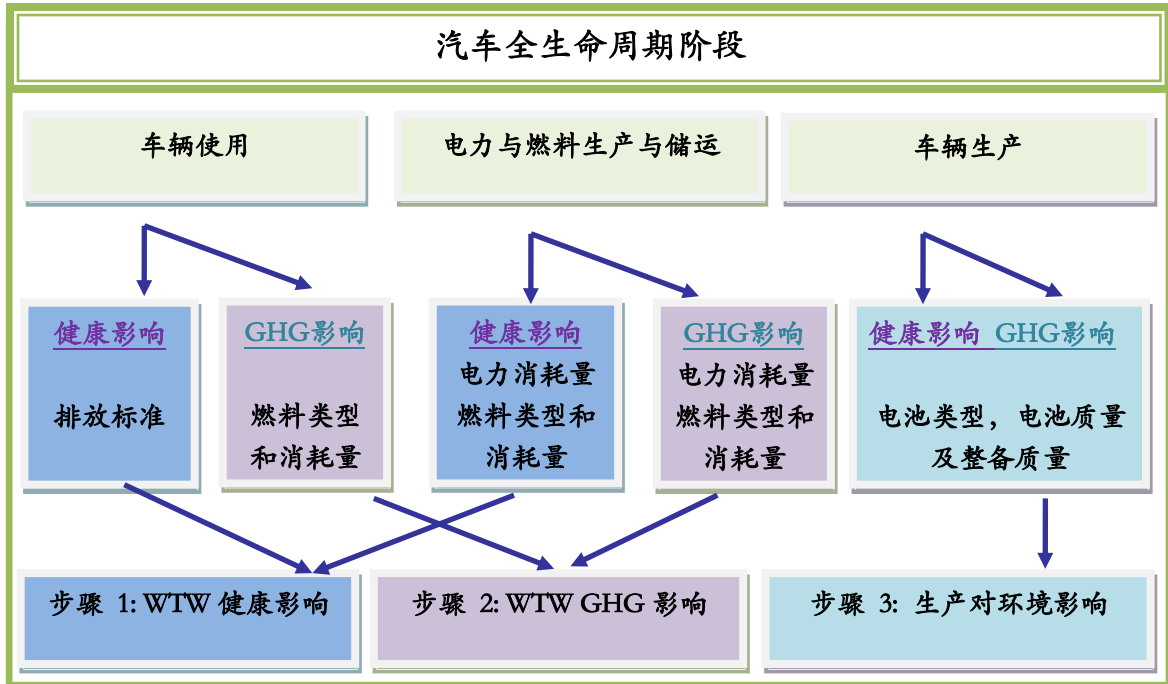 汽车全生命周期阶段
车辆使用
电力与燃料生产与储运
车辆生产
健康影响
排放标准
GHG影响
燃料类型
和消耗量
健康影响
电力消耗量
燃料类型和
消耗量
GHG影响
电力消耗量
燃料类型和
消耗量
健康影响 GHG影响
电池类型，电池质量
及整备质量
步骤 1: WTW 健康影响
步骤 2: WTW GHG 影响
步骤 3: 生产对环境影响